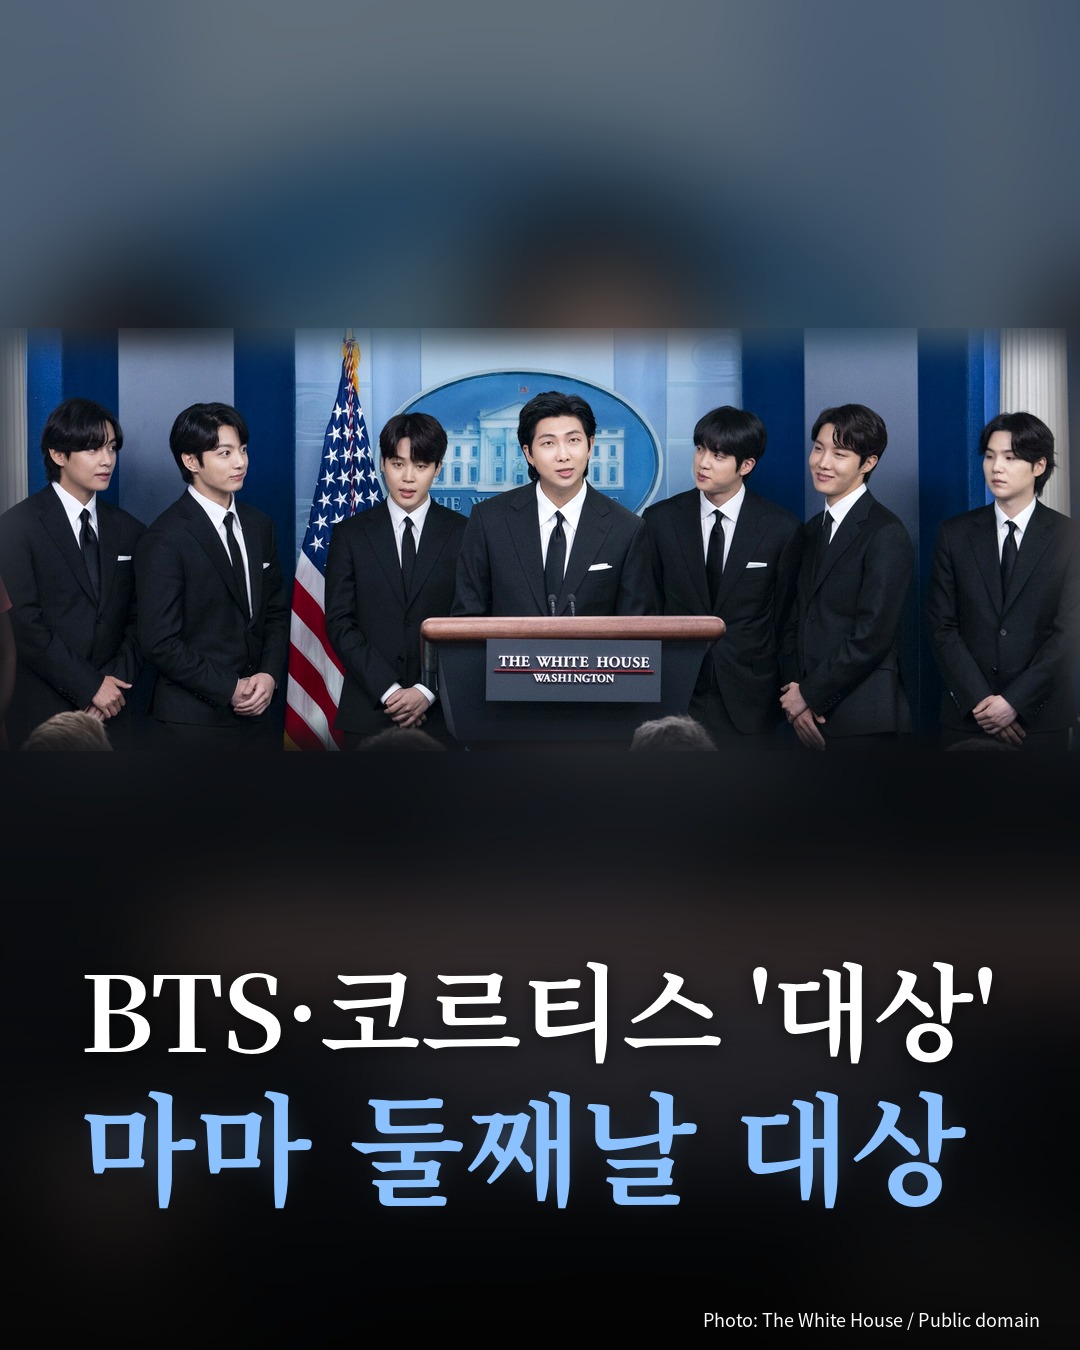 THE WHITE HOUSE
WASHINGTON
BTS·코르티스 '대상'
마마 둘째날 대상
Photo: The White House / Public domain